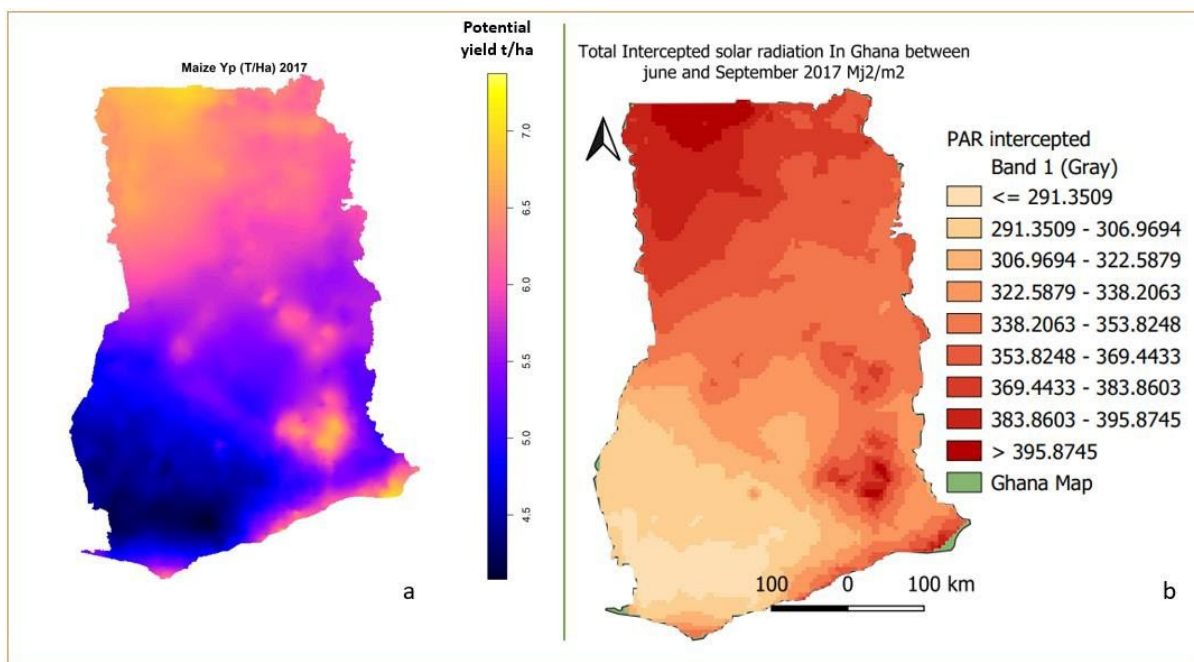 Maize Yp (T/Ha) 2017
Potential
yield t/ha
7.0
6.5
6.0
5.5
5.0
4.5
a
Total Intercepted solar radiation In Ghana between
june and September 2017 Mj2/m2
PAR intercepted
Band 1 (Gray)
<= 291.3509
291.3509 - 306.9694
306.9694 - 322.5879
322.5879 - 338.2063
338.2063 - 353.8248
353.8248 - 369.4433
369.4433 - 383.8603
383.8603 - 395.8745
> 395.8745
Ghana Map
100 0 100 km
b